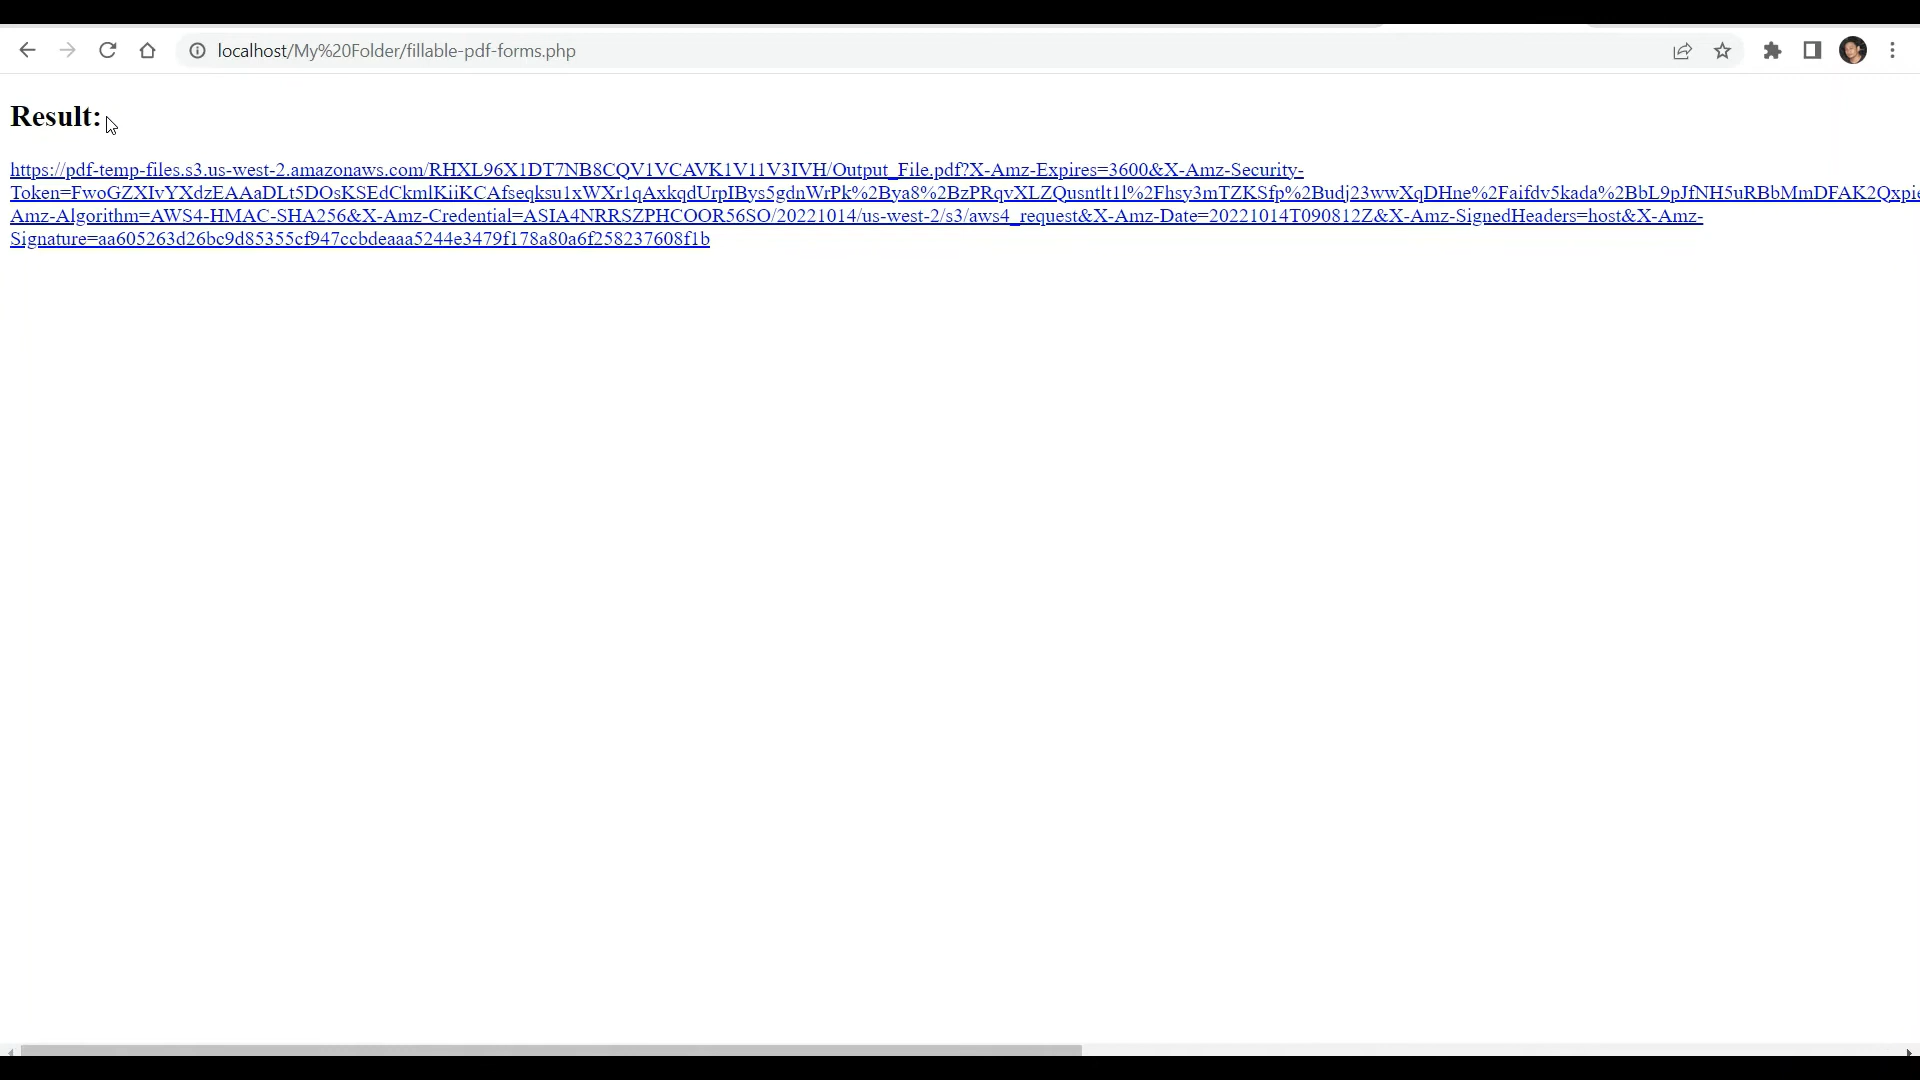 localhost/My%20Folder/fillable-pdf-forms.php
Result:
https://pdf-temp-files.s3.us-west-2.amazonaws.com/RHXL96X1DT7NB8CQV1VCAVK1V11V3IVH/Output_File.pdf?X-Amz-Expires=3600&X-Amz-Security-
Token=FwoGZXIvYXdzEAAaDLt5DOsKSEdCkmlKiiKCAfseqksu1xWXr1qAxkqdUrpIBys5gdnWrPk%2Bya8%2BzPRqvXLZQusntlt1l%2Fhsy3mTZKSfp%2Budj23wwXqDHne%2Faifdv5kada%2BbL9pJfNH5uRBbMmDFAK2Qxpie
Amz-Algorithm=AWS4-HMAC-SHA256&X-Amz-Credential=ASIA4NRRSZPHCOOR56SO/20221014/us-west-2/s3/aws4_request&X-Amz-Date=20221014T090812Z&X-Amz-SignedHeaders=host&X-Amz-
Signature=aa605263d26bc9d85355cf947ccbdeaaa5244e3479f178a80a6f258237608f1b